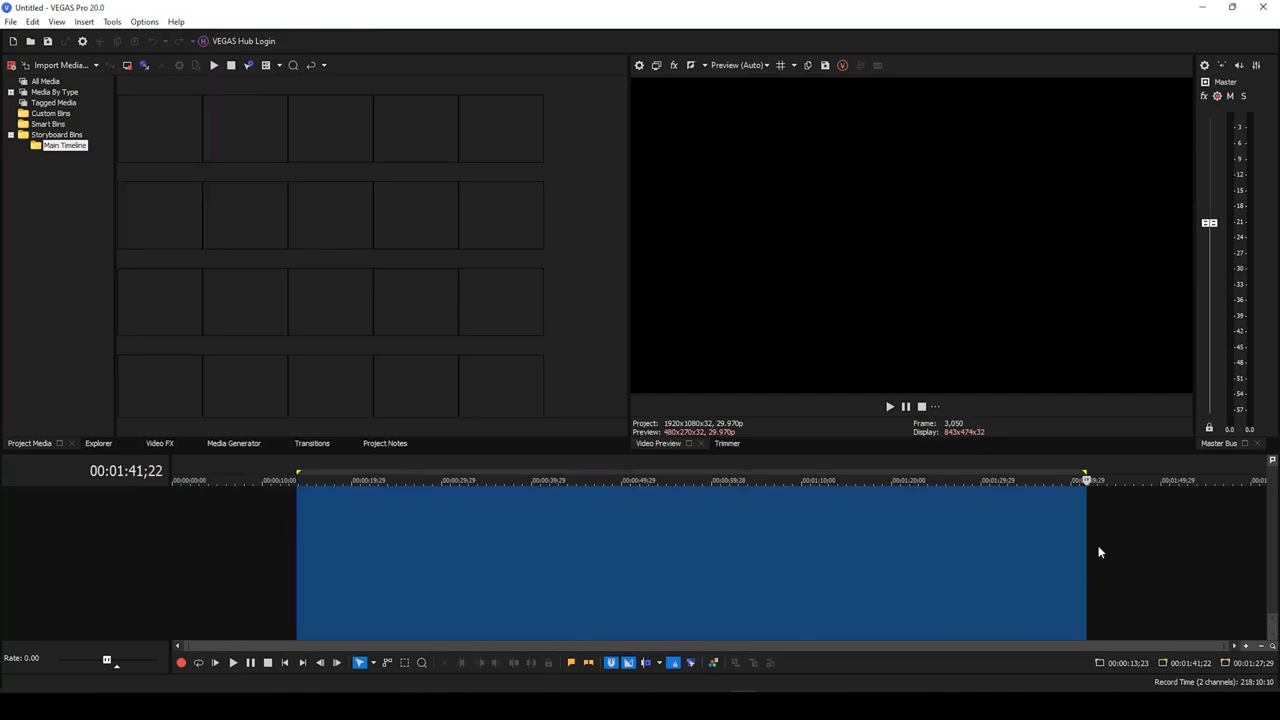 Untitled - VEGAS Pro 20.0
File Edit View Insert Tools Options Help
VEGAS Hub Login
Import Media...
Preview (Auto)
All Media
Media By Type
Tagged Media
Custom Bins
Smart Bins
Storyboard Bins
Main Timeline
Master
fx M S
3
6
9
12
15
18
21
24
27
30
33
36
39
42
45
48
51
54
57
0.0 0.0
Project: 1920x1080x32, 29.970p
Preview: 480x270x32, 29.970p
Frame: 3,050
Display: 843x474x32
Project Media Explorer Video FX Media Generator Transitions Project Notes
Video Preview Trimmer
Master Bus
00:01:41;22
00:00:00;00 00:00:10;00 00:00:19;29 00:00:29;29 00:00:39;29 00:00:49;29 00:00:59;28 00:01:10;00 00:01:20;00 00:01:29;29 00:01:49;29
Rate: 0.00
00:00:13;23 00:01:41;22 00:01:27;29
Record Time (2 channels): 218:10:10